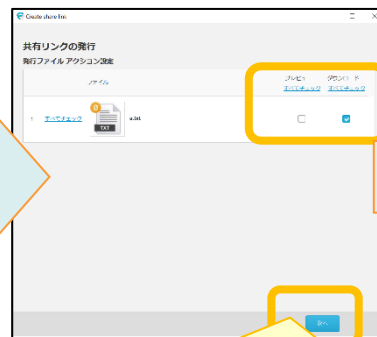 Create share link
共有リンクの発行
発行ファイル アクション設定
ファイル
プレビュー ダウンロード
すべてチェック すべてチェック
1 すべてチェック 0 TXT a.txt
次へ